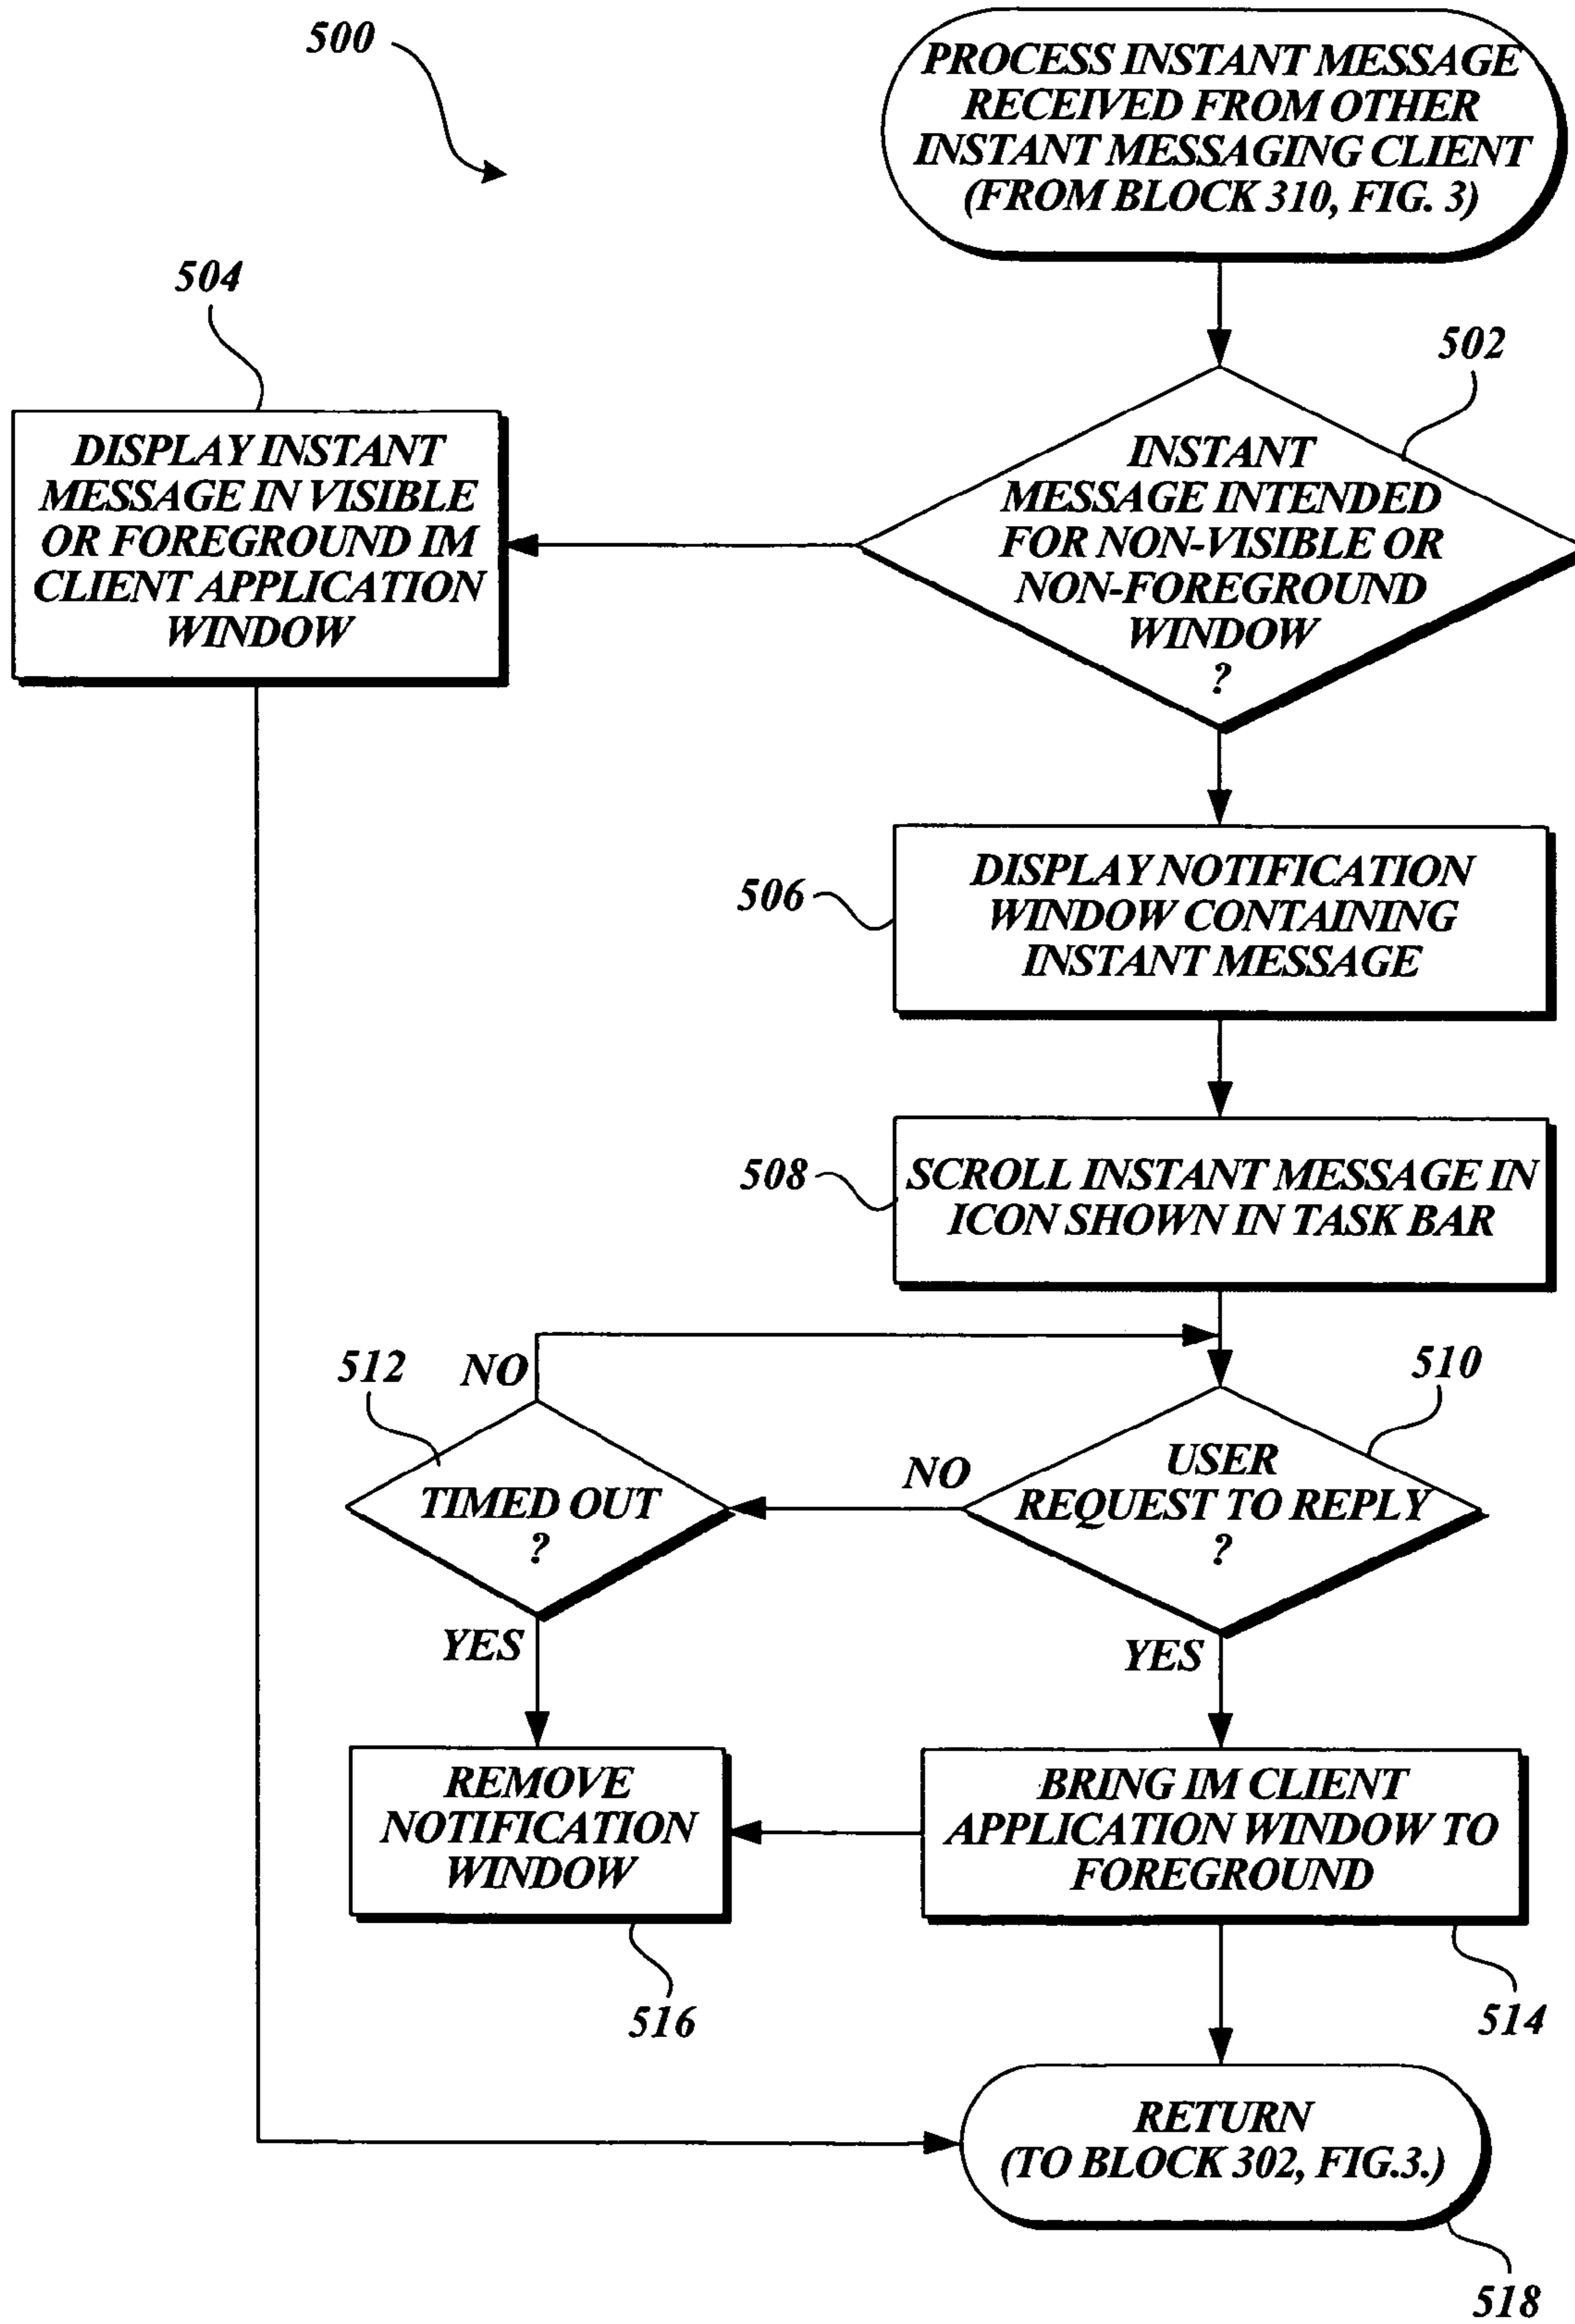 500
PROCESS INSTANT MESSAGE
RECEIVED FROM OTHER
INSTANT MESSAGING CLIENT
(FROM BLOCK 310, FIG. 3)
504
502
DISPLAY INSTANT
MESSAGE IN VISIBLE
OR FOREGROUND IM
CLIENT APPLICATION
WINDOW
INSTANT
MESSAGE INTENDED
FOR NON-VISIBLE OR
NON-FOREGROUND
WINDOW
?
506
DISPLAY NOTIFICATION
WINDOW CONTAINING
INSTANT MESSAGE
508
SCROLL INSTANT MESSAGE IN
ICON SHOWN IN TASK BAR
512
NO
510
TIMED OUT
?
NO
USER
REQUEST TO REPLY
?
YES
YES
REMOVE
NOTIFICATION
WINDOW
BRING IM CLIENT
APPLICATION WINDOW TO
FOREGROUND
516
514
RETURN
(TO BLOCK 302, FIG.3.)
518